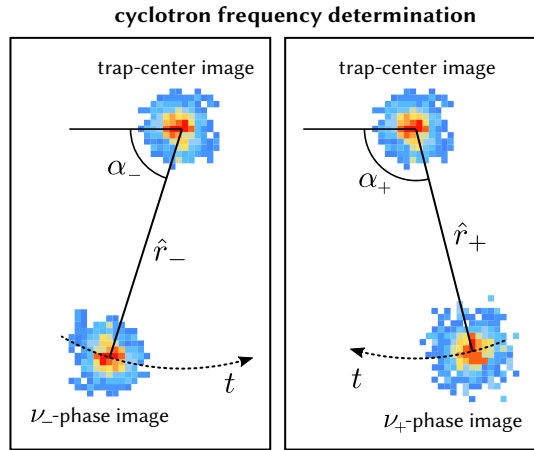 cyclotron frequency determination
trap-center image
α₋
r̂₋
t
ν₋-phase image
trap-center image
α₊
r̂₊
t
ν₊-phase image